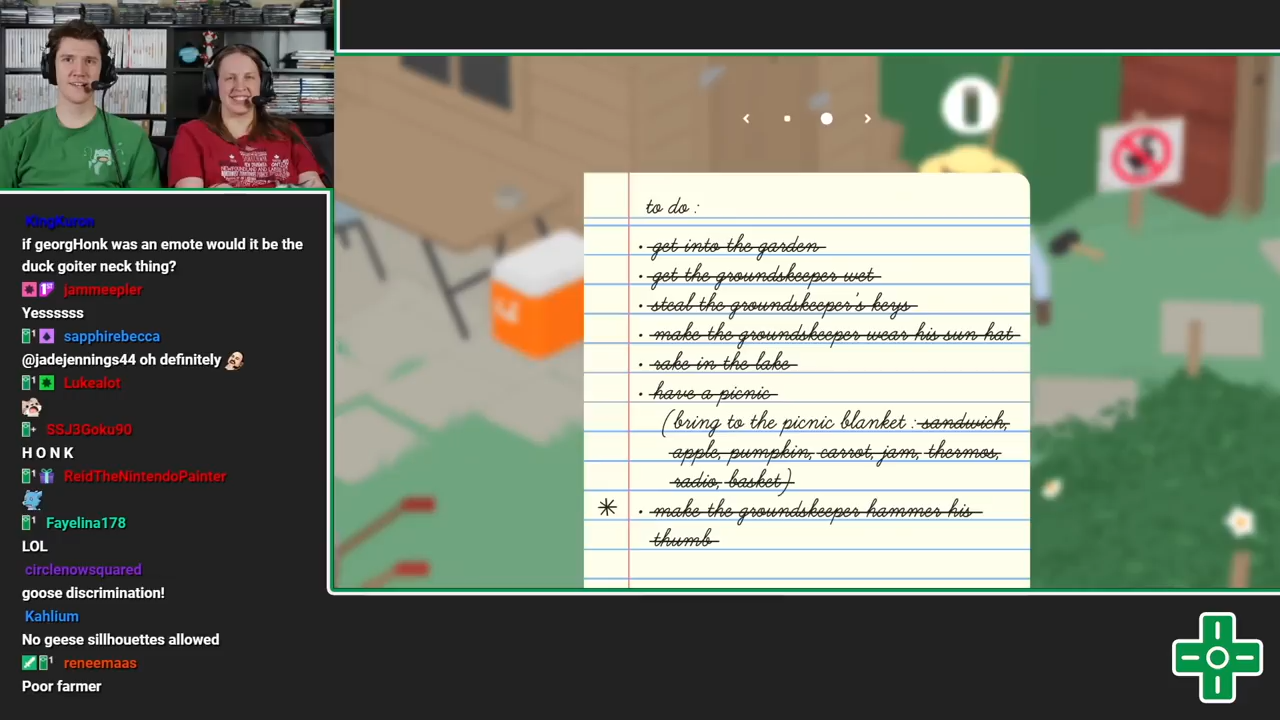 KingKuron
if georgHonk was an emote would it be the
duck goiter neck thing?
jammeepler
Yessssss
sapphirebecca
@jadejennings44 oh definitely
Lukealot
SSJ3Goku90
H O N K
ReidTheNintendoPainter
Fayelina178
LOL
circlenowsquared
goose discrimination!
Kahlium
No geese sillhouettes allowed
reneemaas
Poor farmer
to do :
• get into the garden
• get the groundskeeper wet
• steal the groundskeeper's keys
• make the groundskeeper wear his sun hat
• rake in the lake
• have a picnic
(bring to the picnic blanket : sandwich,
apple, pumpkin, carrot, jam, thermos,
radio, basket)
• make the groundskeeper hammer his
thumb